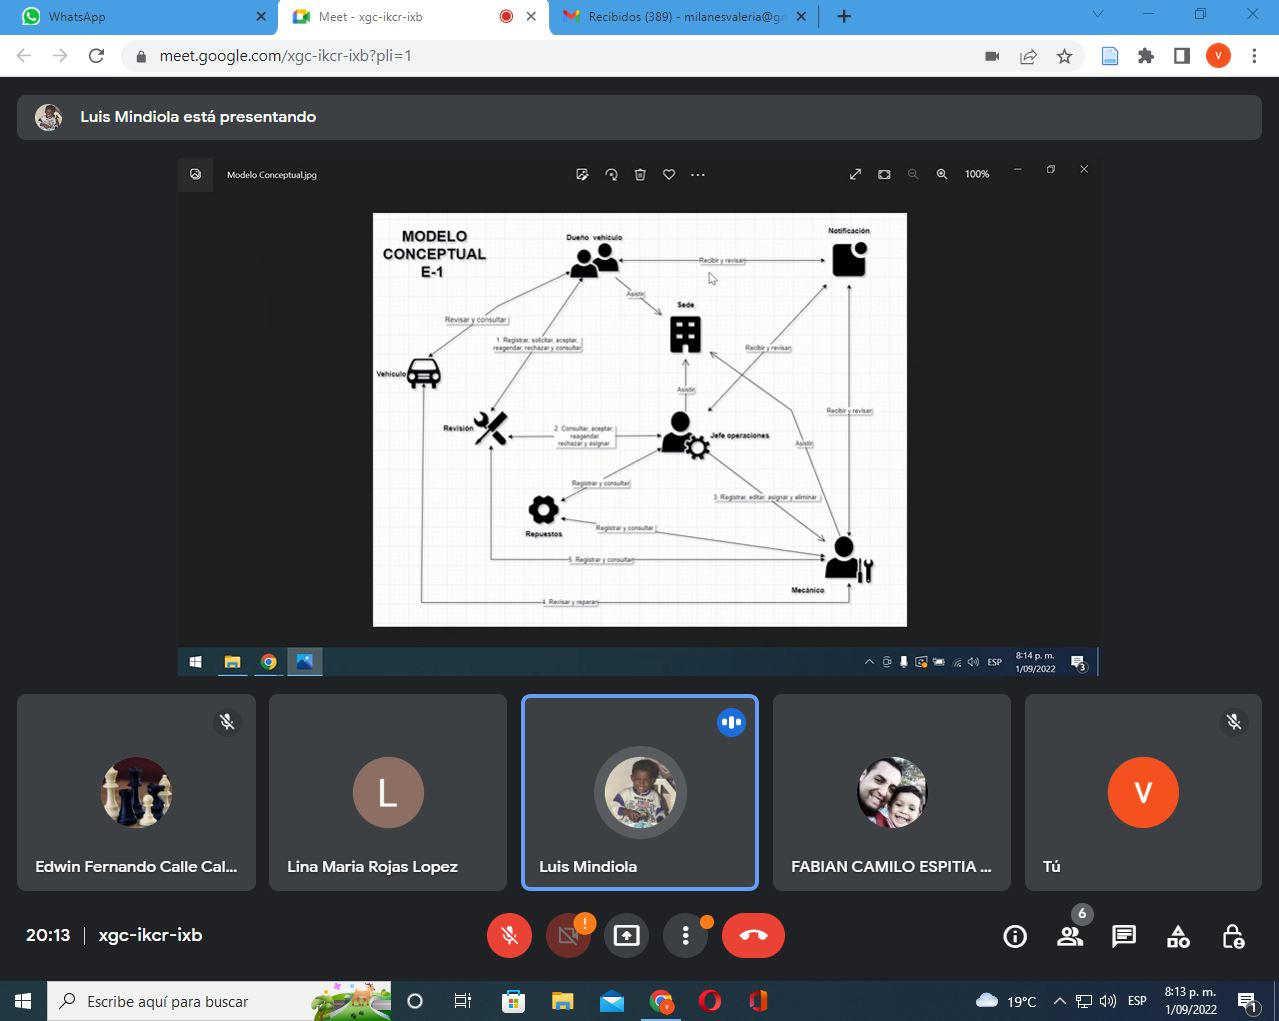 WhatsApp
Meet - xgc-ikcr-ixb
Recibidos (389) - milanesvaleria@gm
meet.google.com/xgc-ikcr-ixb?pli=1
V
Luis Mindiola está presentando
Modelo Conceptual.jpg
100%
MODELO
CONCEPTUAL
E-1
Dueño vehículo
Notificación
Recibir y revisar
Asistir
Sede
Revisar y consultar
1. Registrar, solicitar, aceptar,
reagendar, rechazar y consultar
Recibir y revisar
Vehículo
Asistir
Recibir y revisar
Revisión
2. Consultar, aceptar,
reagendar
rechazar y asignar
Jefe operaciones
Asistir
Registrar y consultar
3. Registrar, editar, asignar y eliminar
Repuestos
Registrar y consultar
5. Registrar y consultar
Mecánico
4. Revisar y reparar
ESP
8:14 p. m.
1/09/2022
3
L
V
Edwin Fernando Calle Cal...
Lina Maria Rojas Lopez
Luis Mindiola
FABIAN CAMILO ESPITIA ...
Tú
20:13
xgc-ikcr-ixb
!
6
Escribe aquí para buscar
19°C
ESP
8:13 p. m.
1/09/2022
1